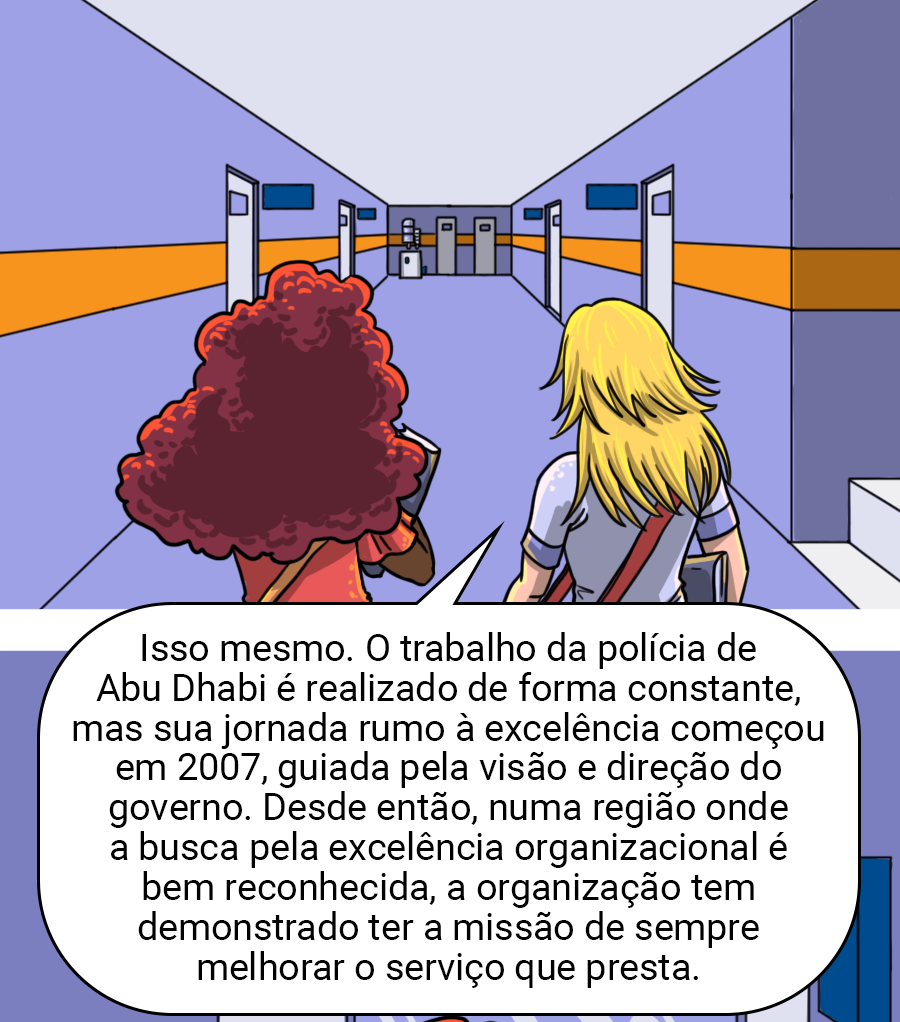 Isso mesmo. O trabalho da polícia de
Abu Dhabi é realizado de forma constante,
mas sua jornada rumo à excelência começou
em 2007, guiada pela visão e direção do
governo. Desde então, numa região onde
a busca pela excelência organizacional é
bem reconhecida, a organização tem
demonstrado ter a missão de sempre
melhorar o serviço que presta.